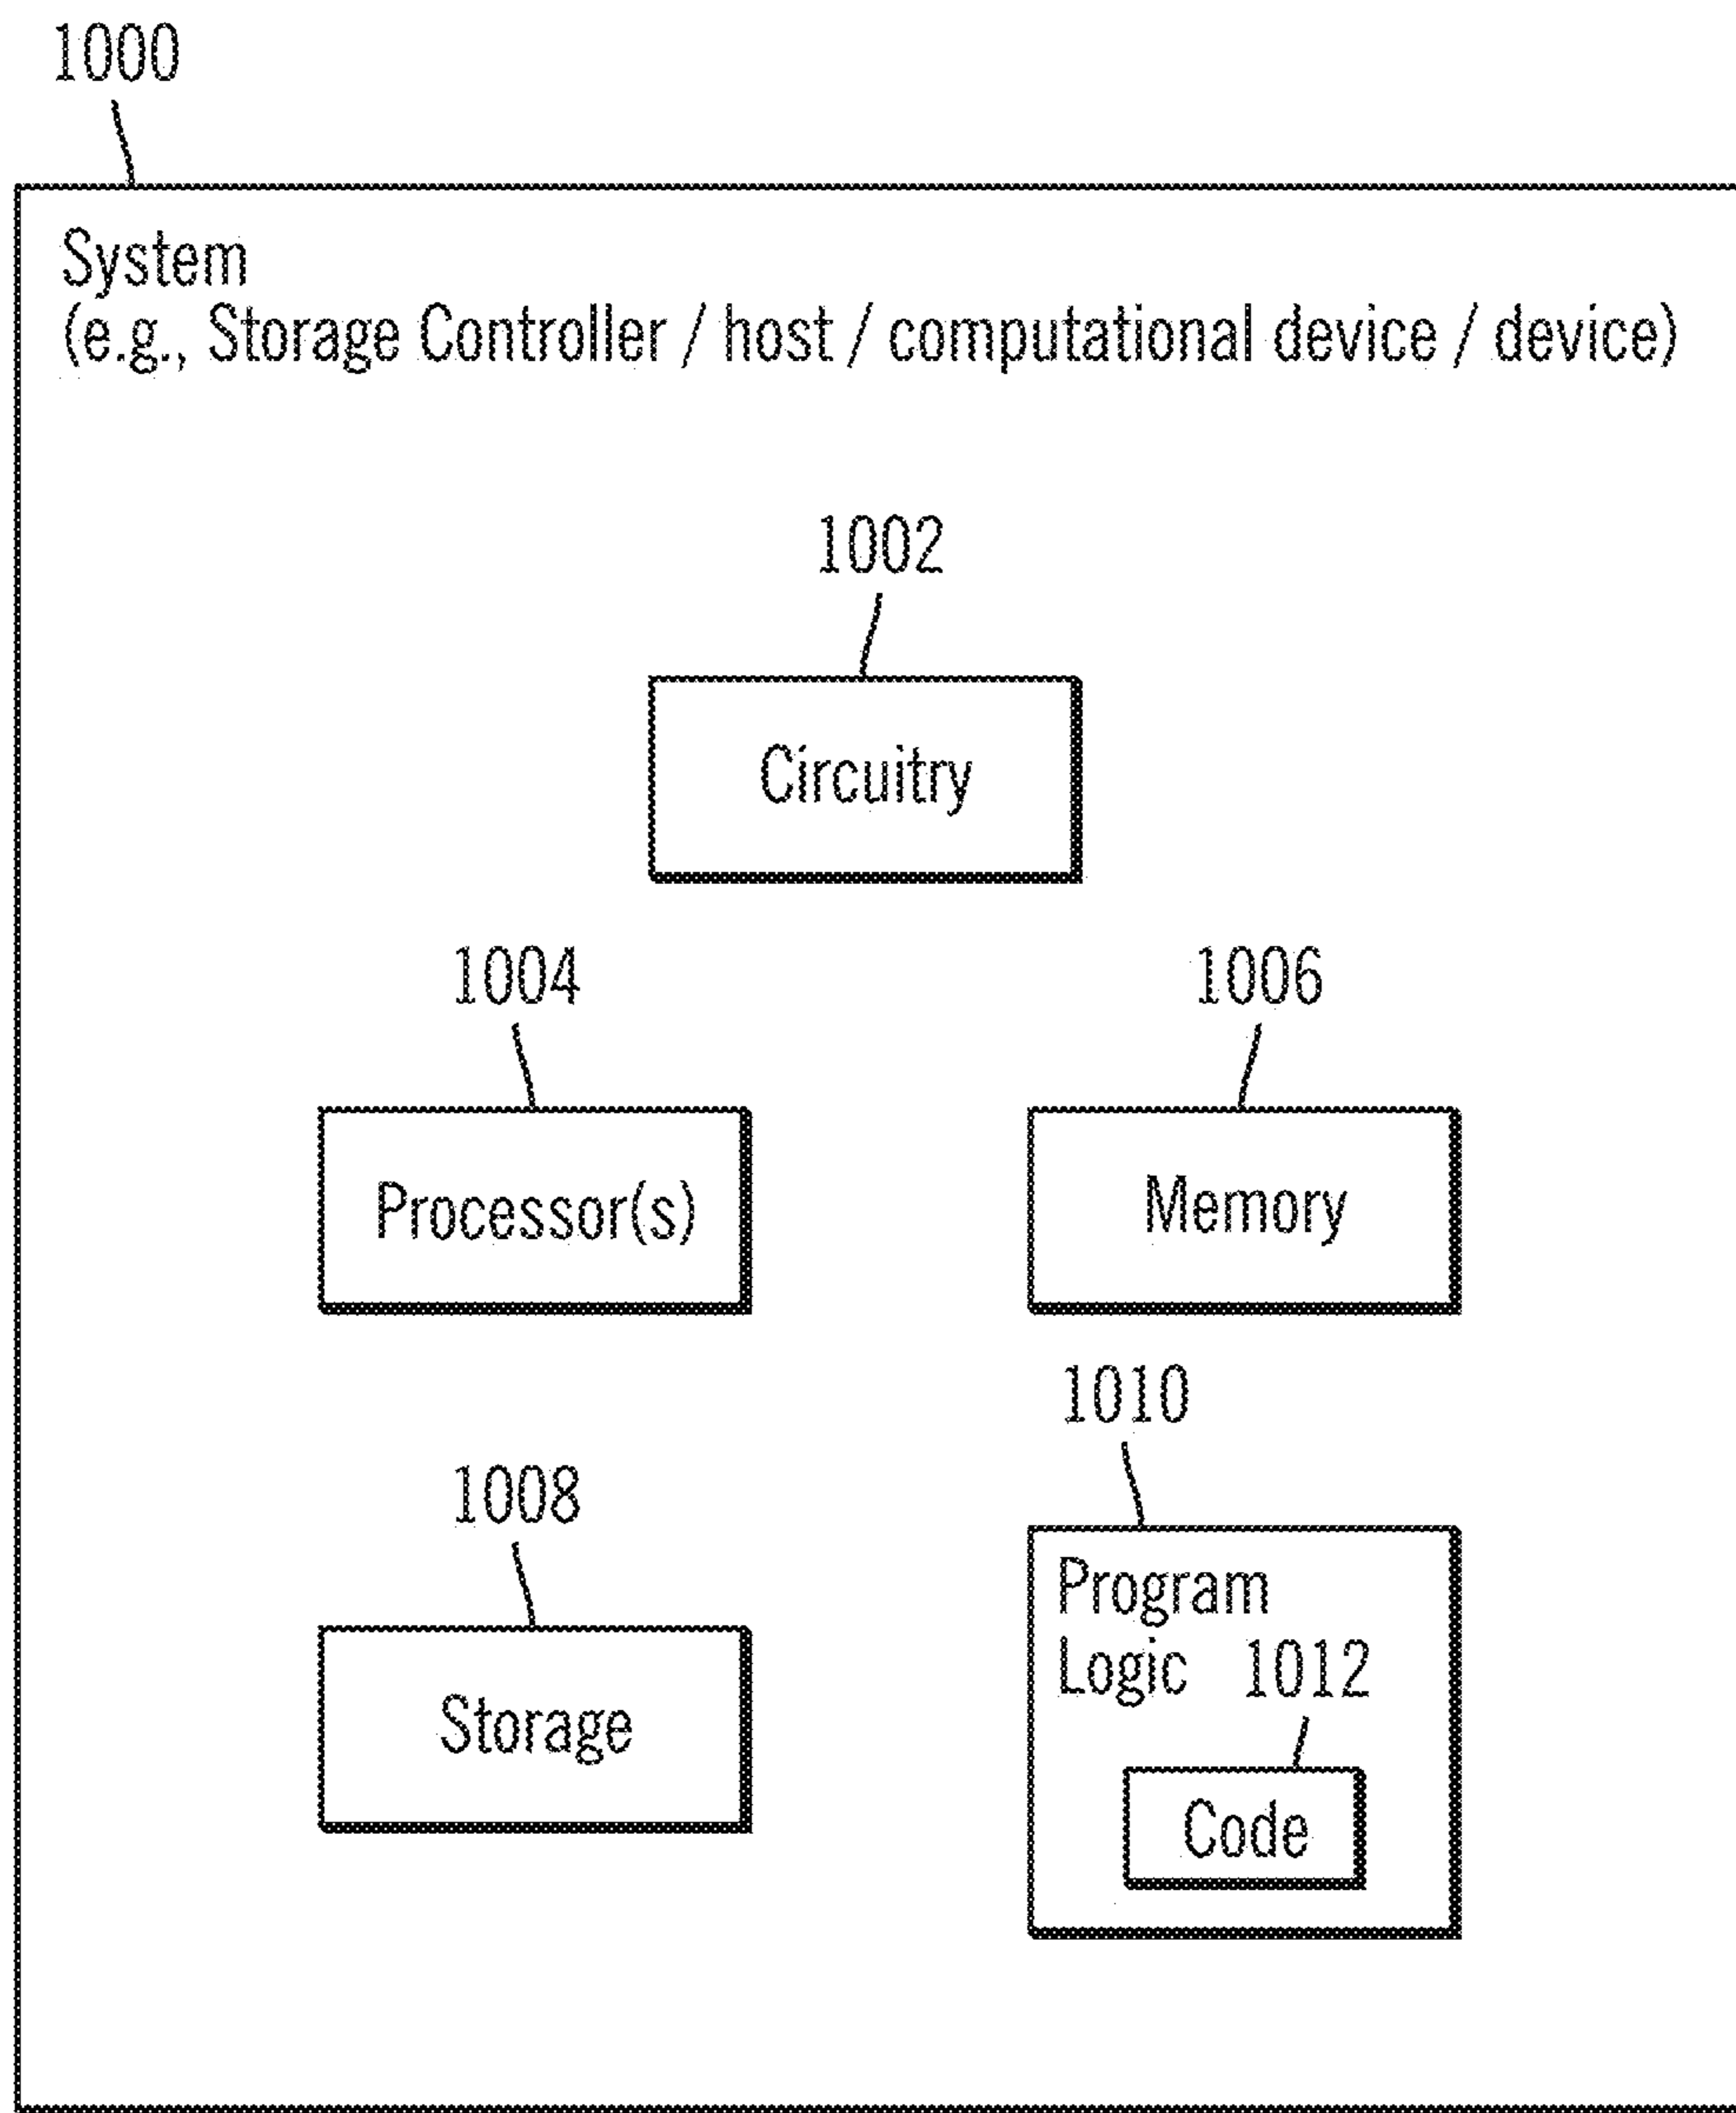 1000
System
(e.g., Storage Controller / host / computational device / device)
1002
Circuitry
1004
1006
Processor(s)
Memory
1010
1008
Program
Logic 1012
Storage
Code